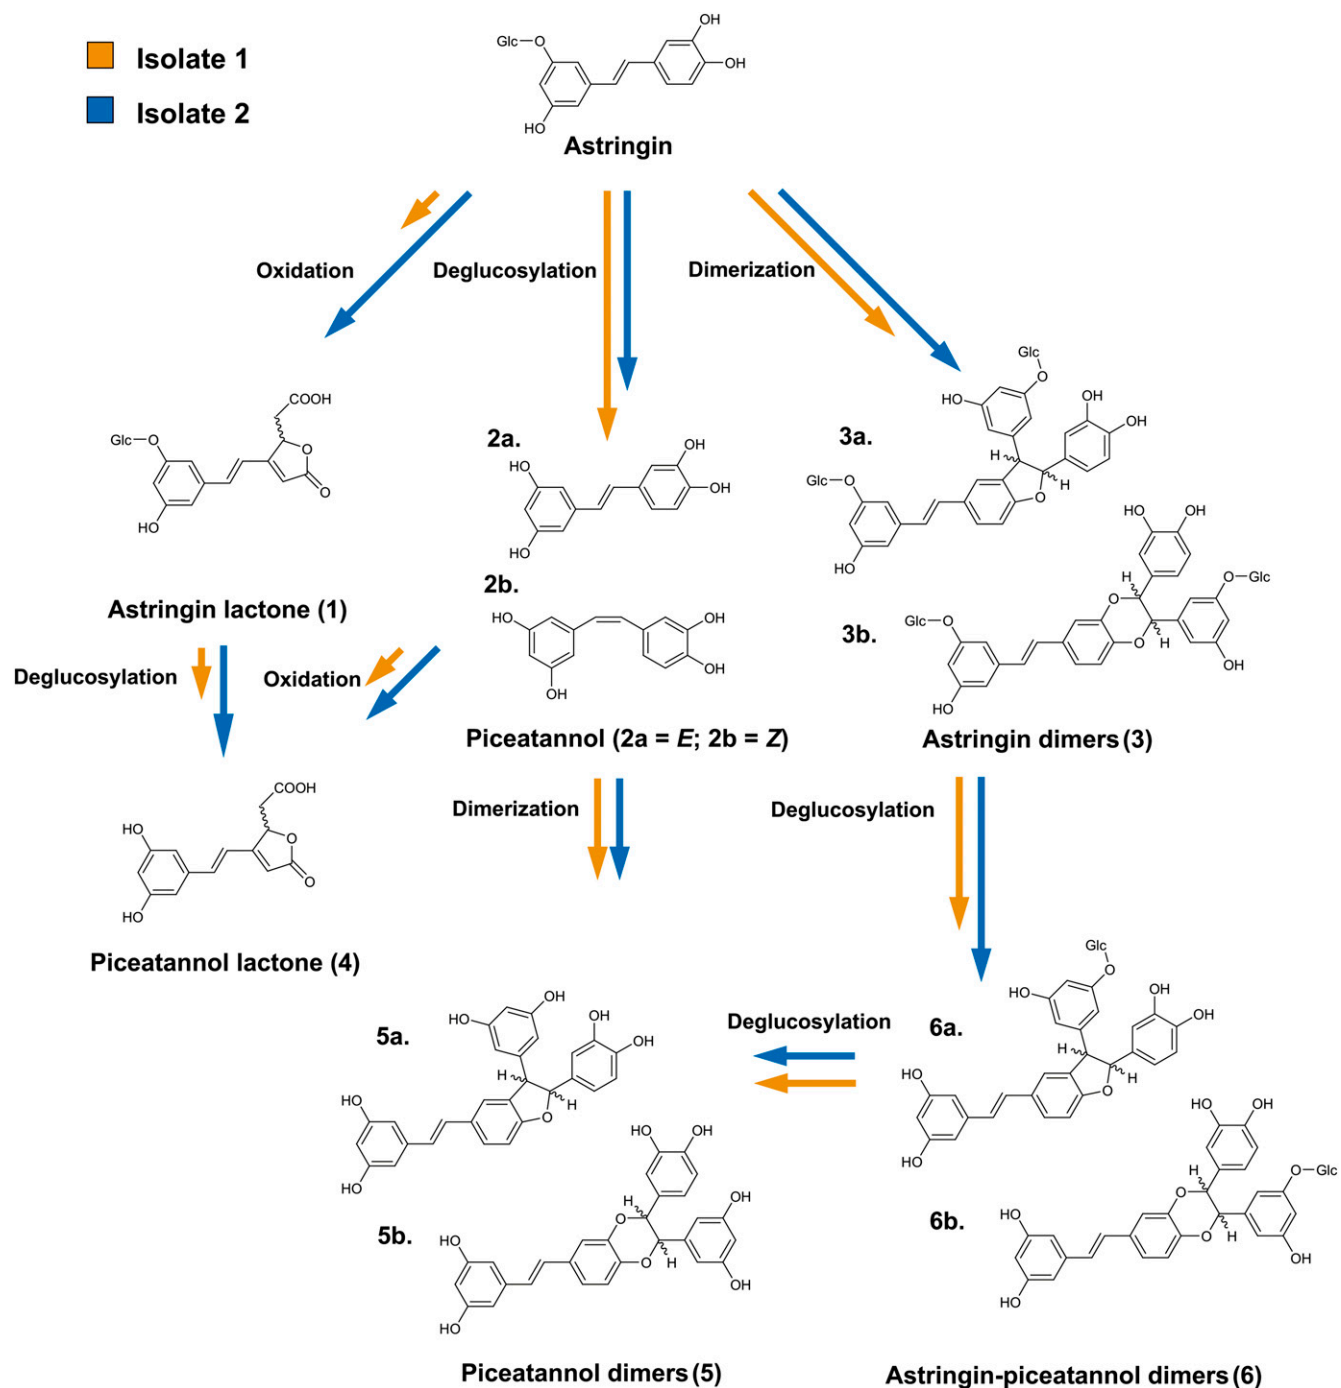 Isolate 1
Isolate 2
Glc
O
OH
OH
HO
Astringin
Oxidation
Deglucosylation
Dimerization
COOH
Glc
O
O
O
HO
Astringin lactone (1)
2a.
OH
HO
OH
HO
2b.
HO
OH
OH
OH
Piceatannol (2a = E; 2b = Z)
3a.
Glc
O
HO
OH
OH
H
H
O
Glc
O
HO
3b.
HO
OH
H
O
O
Glc
Glc
O
O
H
OH
HO
Astringin dimers (3)
Deglucosylation
Oxidation
COOH
HO
O
O
HO
Piceatannol lactone (4)
Dimerization
Deglucosylation
5a.
OH
HO
OH
OH
H
H
O
HO
HO
5b.
HO
OH
H
O
OH
HO
O
H
OH
HO
Piceatannol dimers (5)
Deglucosylation
6a.
Glc
O
HO
OH
OH
H
H
O
HO
HO
6b.
HO
OH
H
O
O
Glc
HO
O
H
OH
HO
Astringin-piceatannol dimers (6)